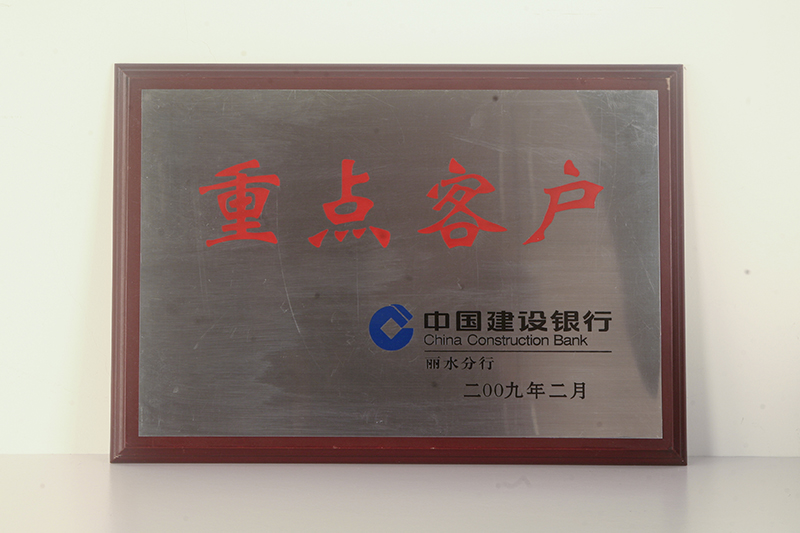 重点客户
中国建设银行
China Construction Bank
丽水分行
二00九年二月